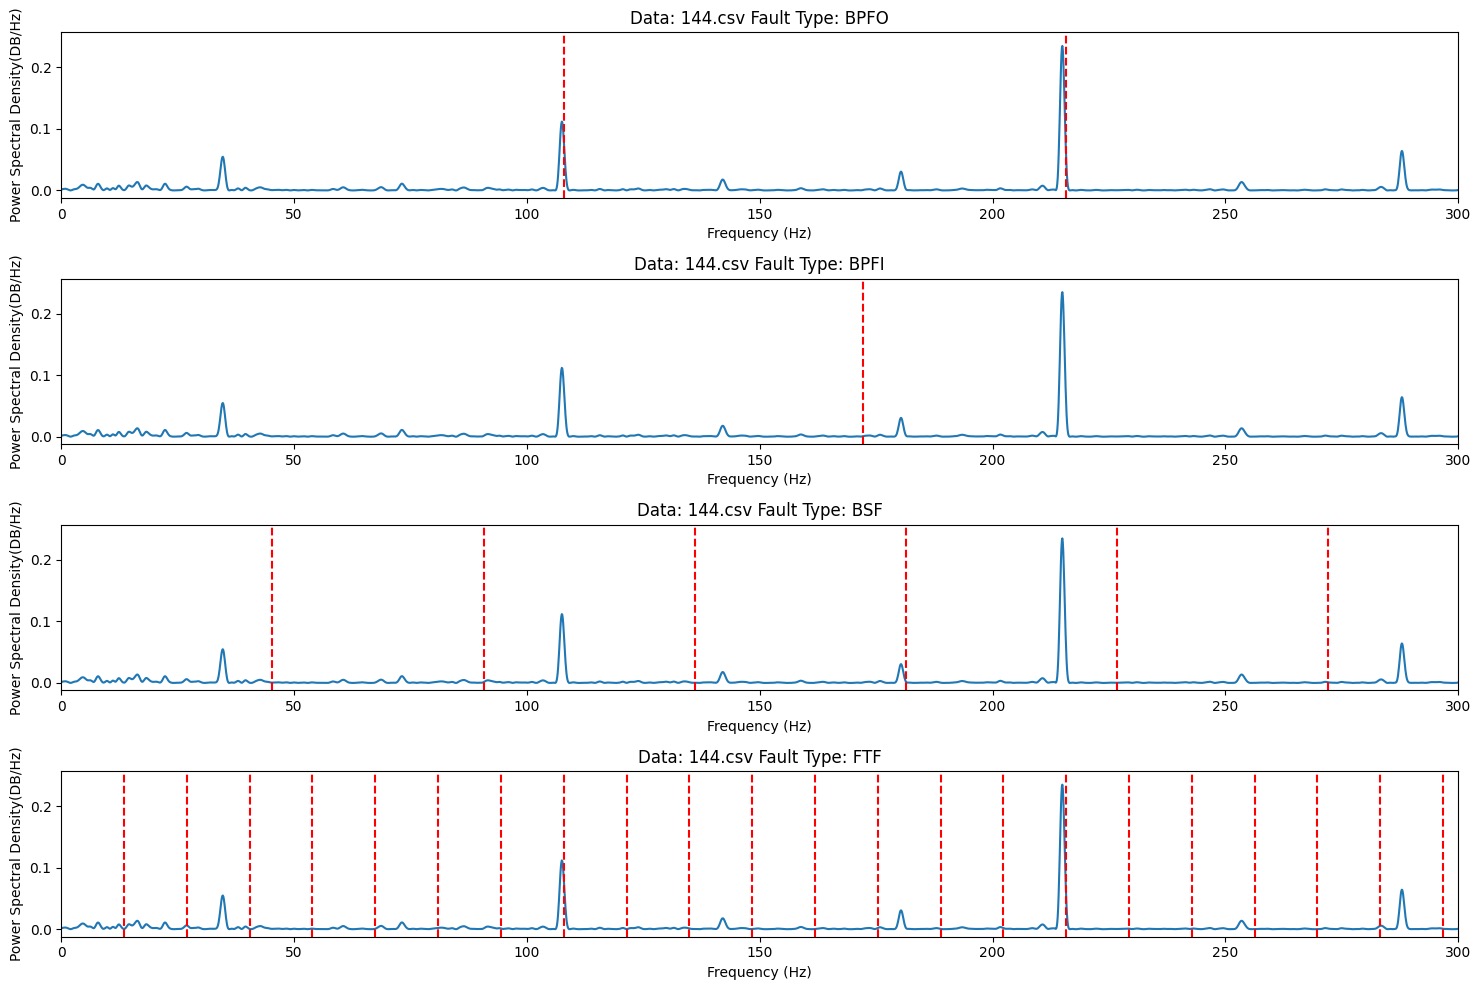 Data: 144.csv Fault Type: BPFO
Power Spectral Density(DB/Hz)
0.2
0.1
0.0
0 50 100 150 200 250 300
Frequency (Hz)
Data: 144.csv Fault Type: BPFI
Power Spectral Density(DB/Hz)
0.2
0.1
0.0
0 50 100 150 200 250 300
Frequency (Hz)
Data: 144.csv Fault Type: BSF
Power Spectral Density(DB/Hz)
0.2
0.1
0.0
0 50 100 150 200 250 300
Frequency (Hz)
Data: 144.csv Fault Type: FTF
Power Spectral Density(DB/Hz)
0.2
0.1
0.0
0 50 100 150 200 250 300
Frequency (Hz)